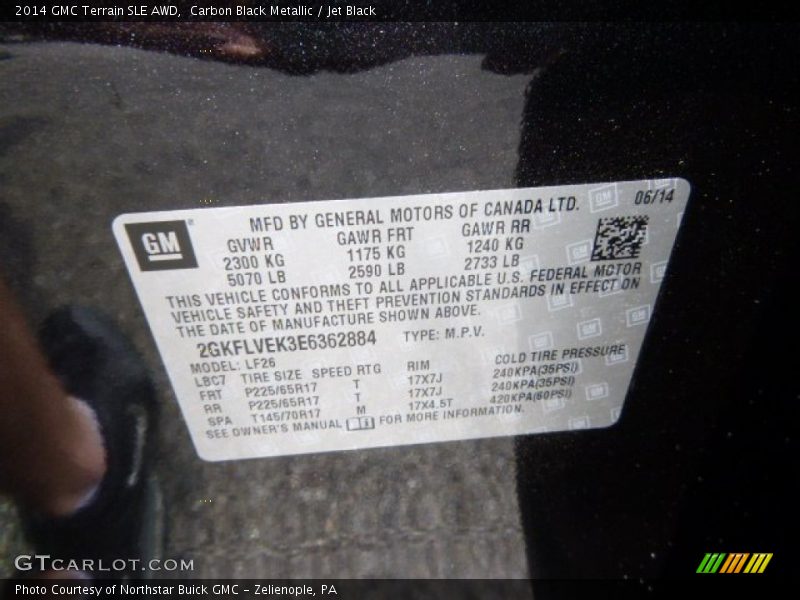 2014 GMC Terrain SLE AWD,  Carbon Black Metallic / Jet Black
06/14
MFD BY GENERAL MOTORS OF CANADA LTD.
GM
GVWR GAWR FRT GAWR RR
2300 KG 1175 KG 1240 KG
5070 LB 2590 LB 2733 LB
THIS VEHICLE CONFORMS TO ALL APPLICABLE U.S. FEDERAL MOTOR
VEHICLE SAFETY AND THEFT PREVENTION STANDARDS IN EFFECT ON
THE DATE OF MANUFACTURE SHOWN ABOVE.
2GKFLVEK3E6362884 TYPE: M.P.V.
MODEL: LF26
LBC7 TIRE SIZE SPEED RTG RIM COLD TIRE PRESSURE
FRT P225/65R17 T 17X7J 240KPA(35PSI)
RR P225/65R17 T 17X7J 240KPA(35PSI)
SPA T145/70R17 M 17X4.5T 420KPA(60PSI)
SEE OWNER'S MANUAL FOR MORE INFORMATION.
GTCARLOT.COM
Photo Courtesy of Northstar Buick GMC – Zelienople, PA